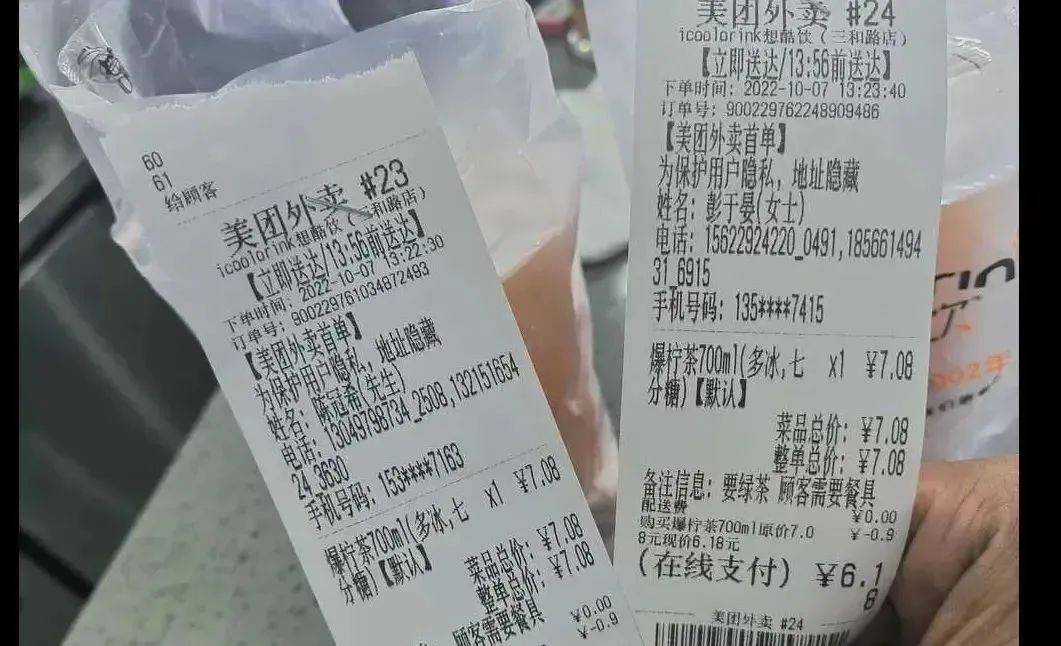 60
61
给顾客
美团外卖 #23
icoolorink想酷饮 三和路店)
【立即送达/13:56前送达】
下单时间: 2022-10-07 13:22:30
订单号: 900229761034872493
【美团外卖首单】
为保护用户隐私, 地址隐藏
姓名: 陈冠希(先生)
电话: 13049798734_2508,132151654
24_3630
手机号码: 153****7163
爆柠茶700ml(多冰,七 x1 ¥7.08
分糖)【默认】
菜品总价: ¥7.08
整单总价: ¥7.08
顾客需要餐具
¥0.00
¥-0.9
美团外卖 #24
icoolorink想酷饮(三和路店)
【立即送达/13:56前送达】
下单时间: 2022-10-07 13:23:40
订单号: 900229762248909486
【美团外卖首单】
为保护用户隐私, 地址隐藏
姓名: 彭于晏(女士)
电话: 15622924220_0491,185661494
31_6915
手机号码: 135****7415
爆柠茶700ml(多冰,七 x1 ¥7.08
分糖)【默认】
菜品总价: ¥7.08
整单总价: ¥7.08
备注信息: 要绿茶 顾客需要餐具
配送费 ¥0.00
购买爆柠茶700ml原价7.0 ¥-0.9
8元现价6.18元
(在线支付) ¥6.1
8
美团外卖 #24